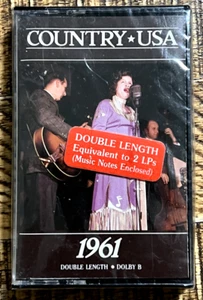 COUNTRY★USA
DOUBLE LENGTH
Equivalent to 2 LPs
(Music Notes Enclosed)
1961
DOUBLE LENGTH ● DOLBY B